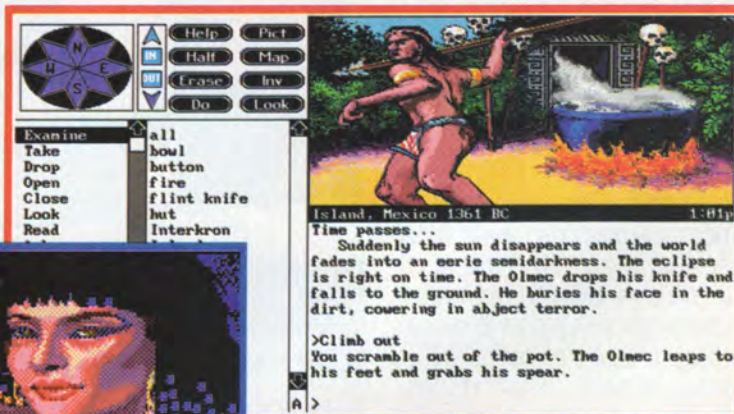 N
W
E
S
IN
OUT
Help
Pict
Half
Map
Erase
Inv
Do
Look
Examine
Take
Drop
Open
Close
Look
Read
all
bowl
button
fire
flint knife
hut
Interkron
A
Island, Mexico 1361 BC 1:01p
Time passes...
Suddenly the sun disappears and the world
fades into an eerie semidarkness. The eclipse
is right on time. The Olmec drops his knife and
falls to the ground. He buries his face in the
dirt, cowering in abject terror.
>Climb out
You scramble out of the pot. The Olmec leaps to
his feet and grabs his spear.
>